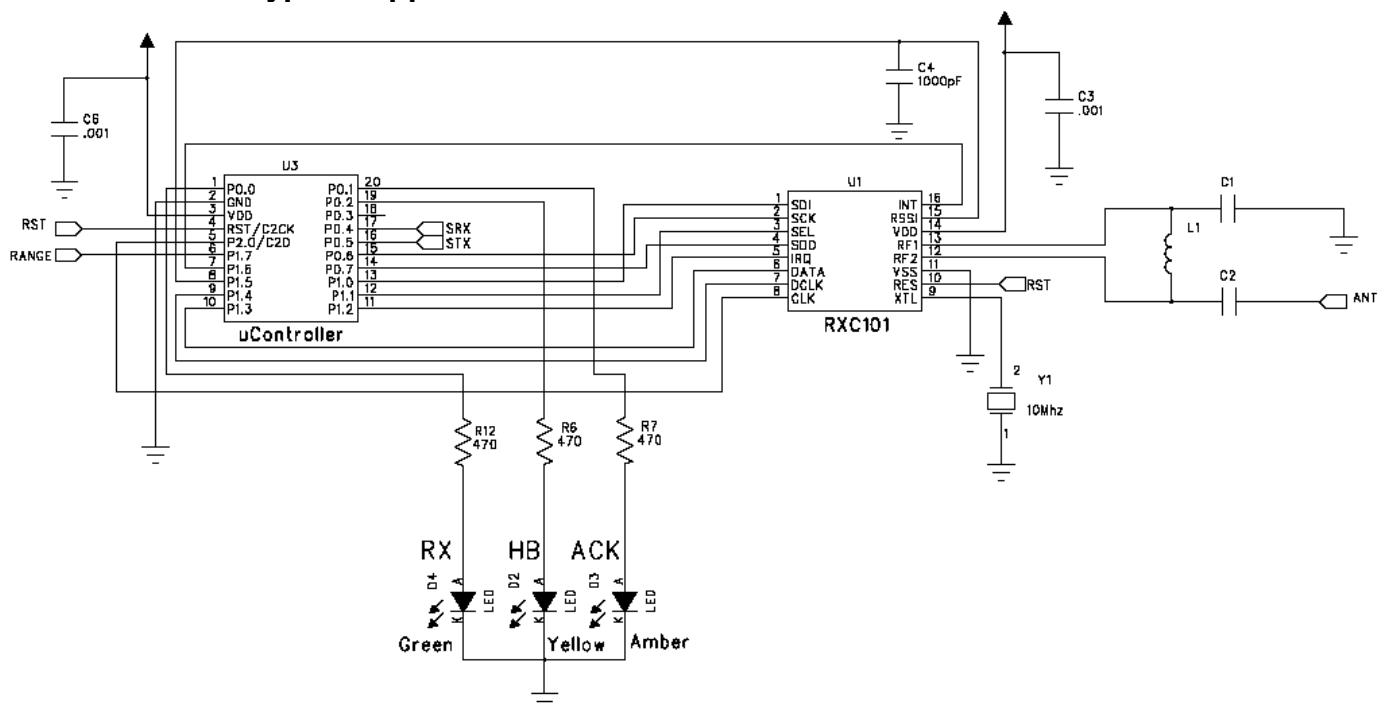 C4
1000pF
C3
.001
C6
.001
U3
1 P0.0
2 GND
3 VDD
4 RST/C2CK
5 P2.0/C2D
6 P1.7
7 P1.6
8 P1.5
9 P1.4
10 P1.3
P0.1 20
P0.2 19
P0.3 18
P0.4 17
P0.5 16
P0.6 15
P0.7 14
P1.0 13
P1.1 12
P1.2 11
uController
RST
RANGE
SRX
STX
U1
1 SDI
2 SCK
3 SEL
4 SDO
5 IRQ
6 DATA
7 DCLK
8 CLK
INT 16
RSSI 15
VDD 14
RF1 13
RF2 12
VSS 11
RES 10
XTL 9
RXC101
RST
C1
L1
C2
ANT
2
Y1
10Mhz
1
R12
470
R6
470
R7
470
RX
HB
ACK
D4
A
K
LED
D2
A
K
LED
D3
A
K
LED
Green
Yellow
Amber